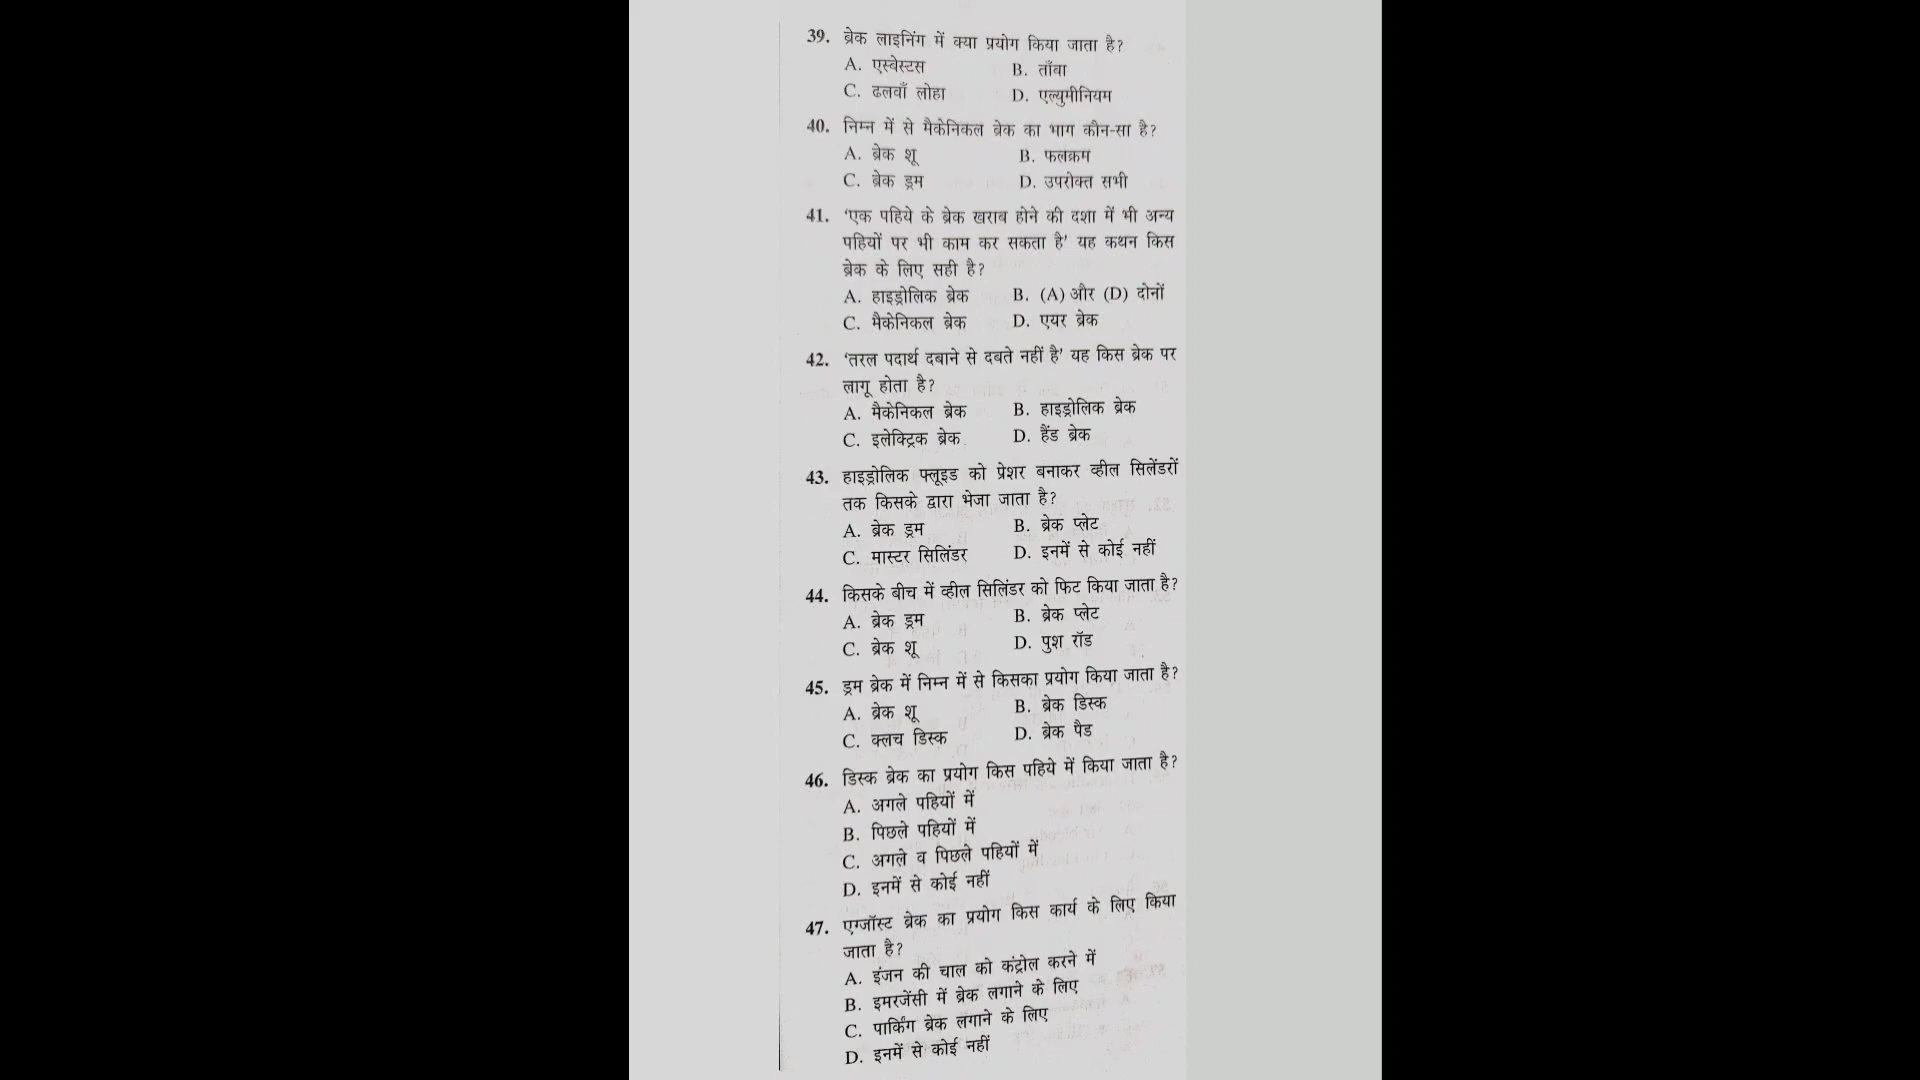 39. ब्रेक लाइनिंग में क्या प्रयोग किया जाता है?
A. एस्बेस्टस B. ताँबा
C. ढलवाँ लोहा D. एल्युमीनियम
40. निम्न में से मैकेनिकल ब्रेक का भाग कौन-सा है?
A. ब्रेक शू B. फलक्रम
C. ब्रेक ड्रम D. उपरोक्त सभी
41. 'एक पहिये के ब्रेक खराब होने की दशा में भी अन्य
पहियों पर भी काम कर सकता है' यह कथन किस
ब्रेक के लिए सही है?
A. हाइड्रोलिक ब्रेक B. (A) और (D) दोनों
C. मैकेनिकल ब्रेक D. एयर ब्रेक
42. 'तरल पदार्थ दबाने से दबते नहीं है' यह किस ब्रेक पर
लागू होता है?
A. मैकेनिकल ब्रेक B. हाइड्रोलिक ब्रेक
C. इलेक्ट्रिक ब्रेक D. हैंड ब्रेक
43. हाइड्रोलिक फ्लूइड को प्रेशर बनाकर व्हील सिलेंडरों
तक किसके द्वारा भेजा जाता है?
A. ब्रेक ड्रम B. ब्रेक प्लेट
C. मास्टर सिलिंडर D. इनमें से कोई नहीं
44. किसके बीच में व्हील सिलिंडर को फिट किया जाता है?
A. ब्रेक ड्रम B. ब्रेक प्लेट
C. ब्रेक शू D. पुश रॉड
45. ड्रम ब्रेक में निम्न में से किसका प्रयोग किया जाता है?
A. ब्रेक शू B. ब्रेक डिस्क
C. क्लच डिस्क D. ब्रेक पैड
46. डिस्क ब्रेक का प्रयोग किस पहिये में किया जाता है?
A. अगले पहियों में
B. पिछले पहियों में
C. अगले व पिछले पहियों में
D. इनमें से कोई नहीं
47. एग्जॉस्ट ब्रेक का प्रयोग किस कार्य के लिए किया
जाता है?
A. इंजन की चाल को कंट्रोल करने में
B. इमरजेंसी में ब्रेक लगाने के लिए
C. पार्किंग ब्रेक लगाने के लिए
D. इनमें से कोई नहीं